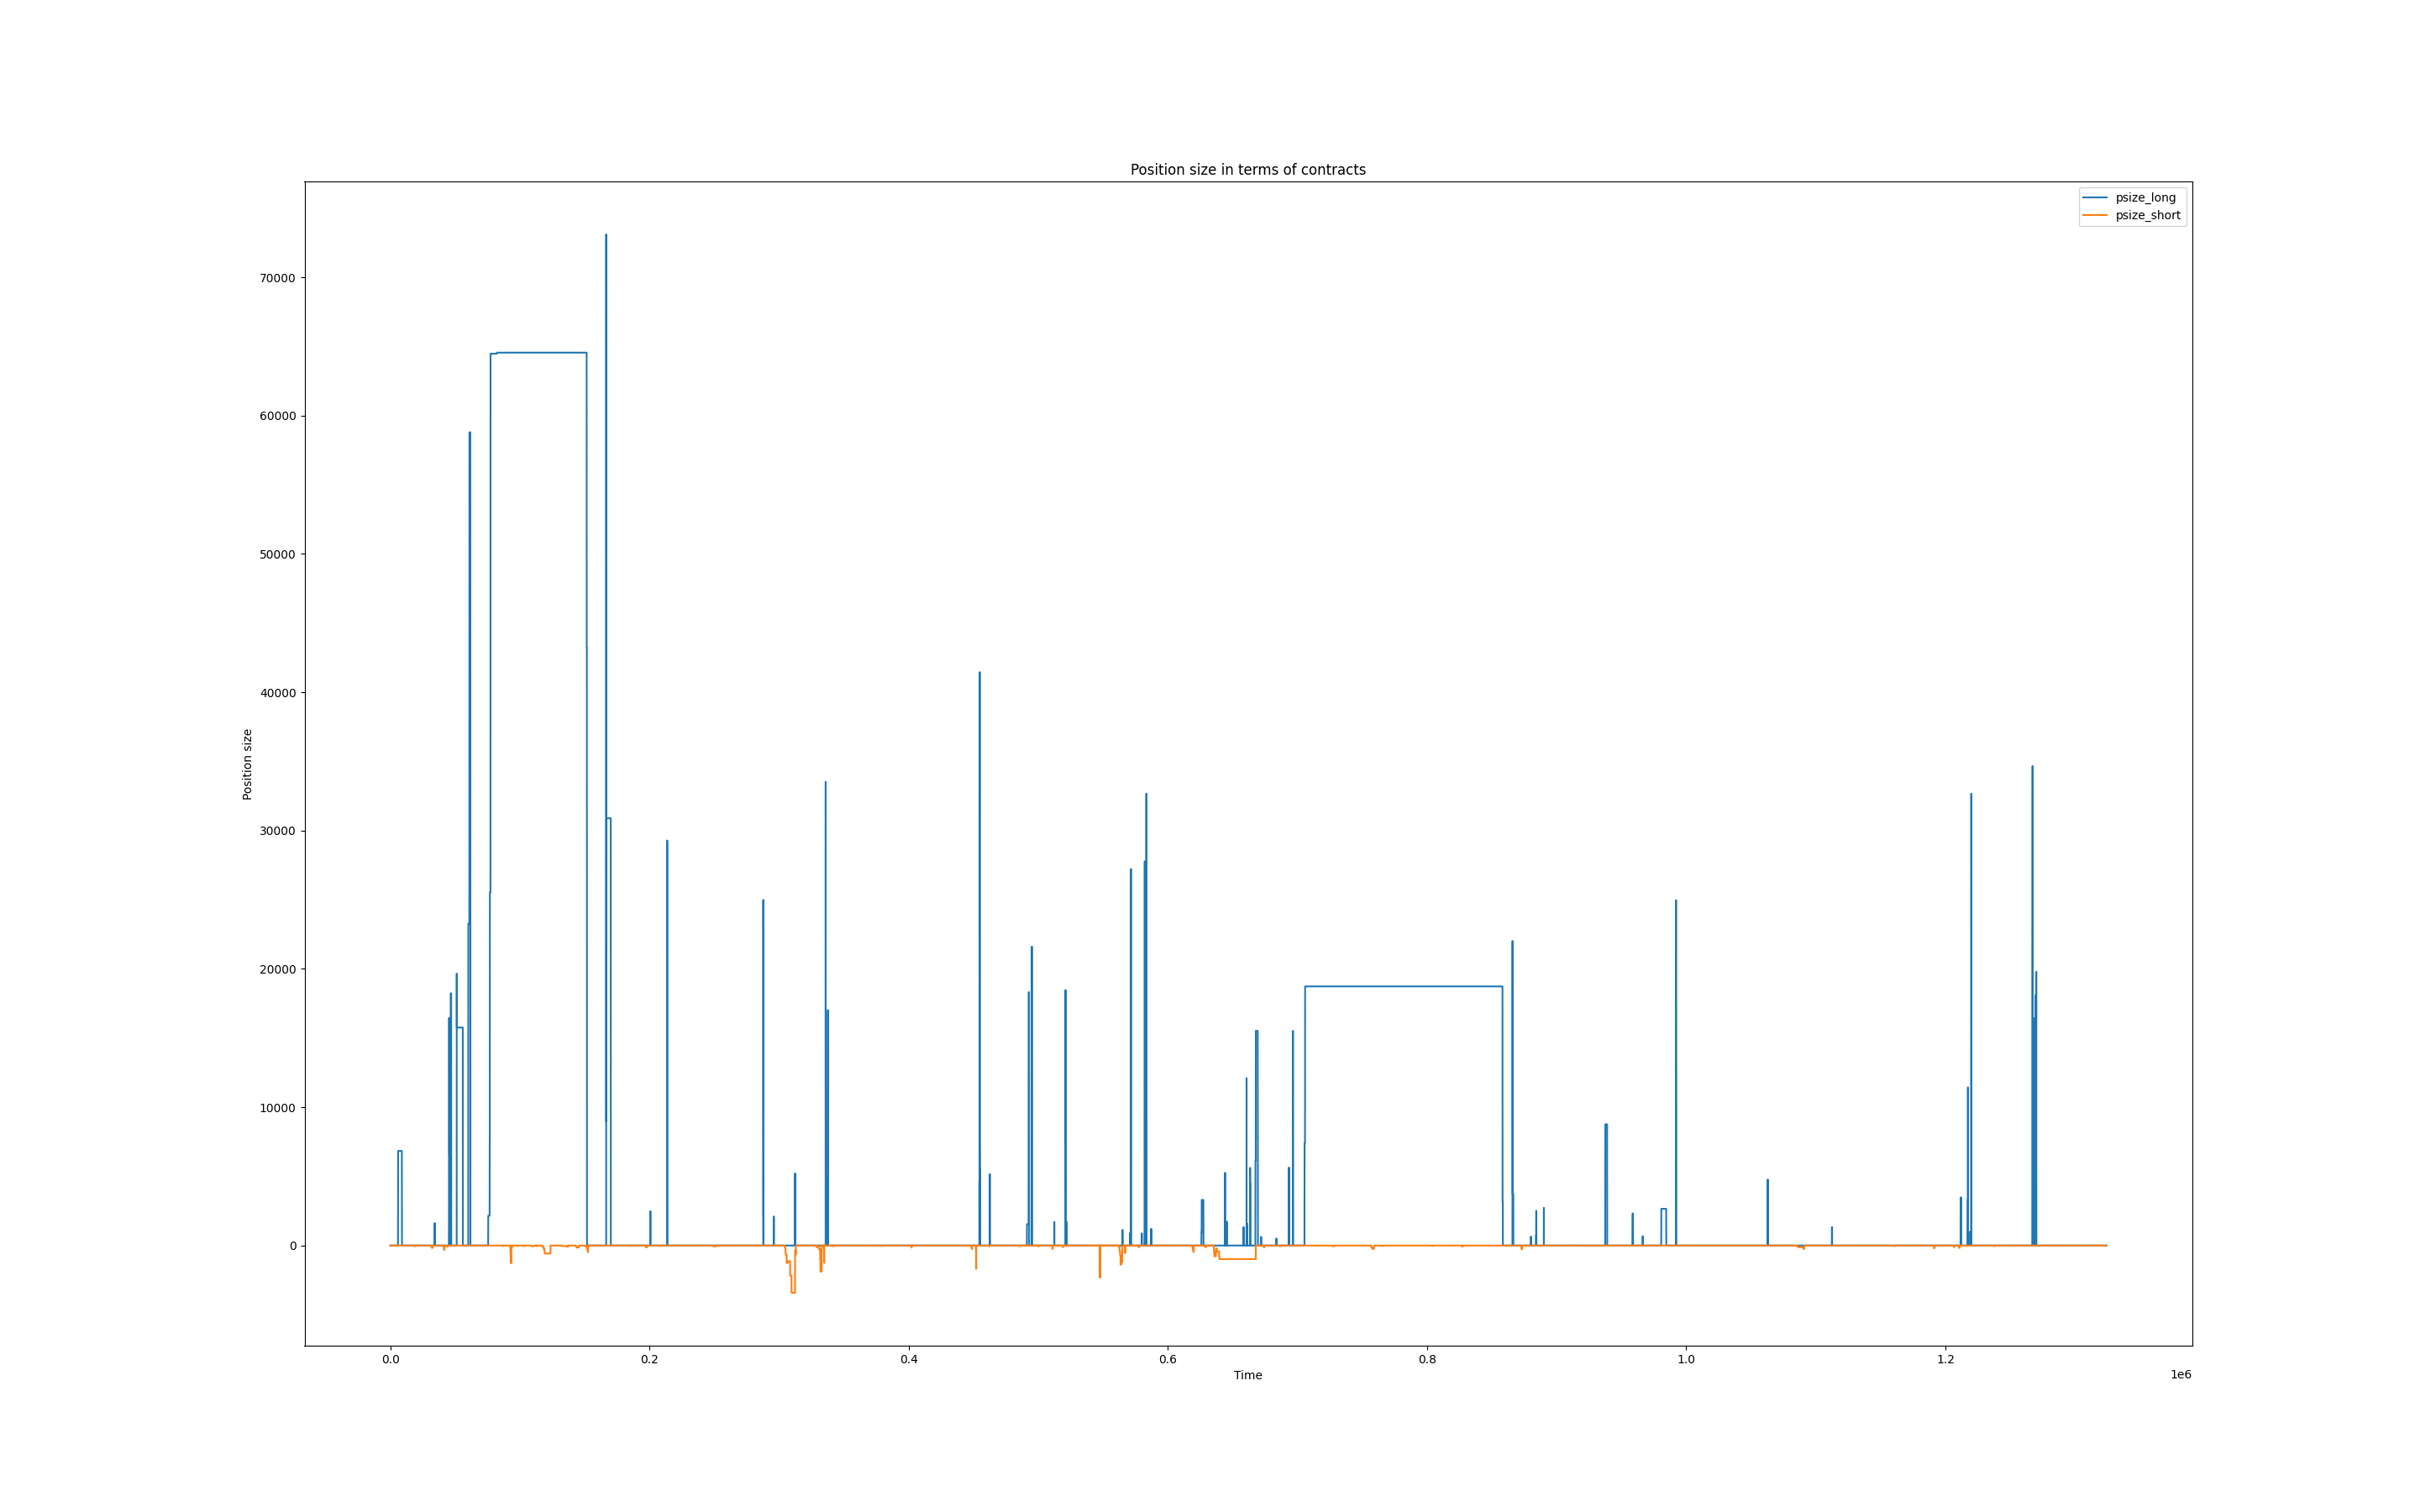 Position size in terms of contracts
psize_long
psize_short
70000
60000
50000
40000
30000
20000
10000
0
Position size
0.0 0.2 0.4 0.6 0.8 1.0 1.2
Time
1e6